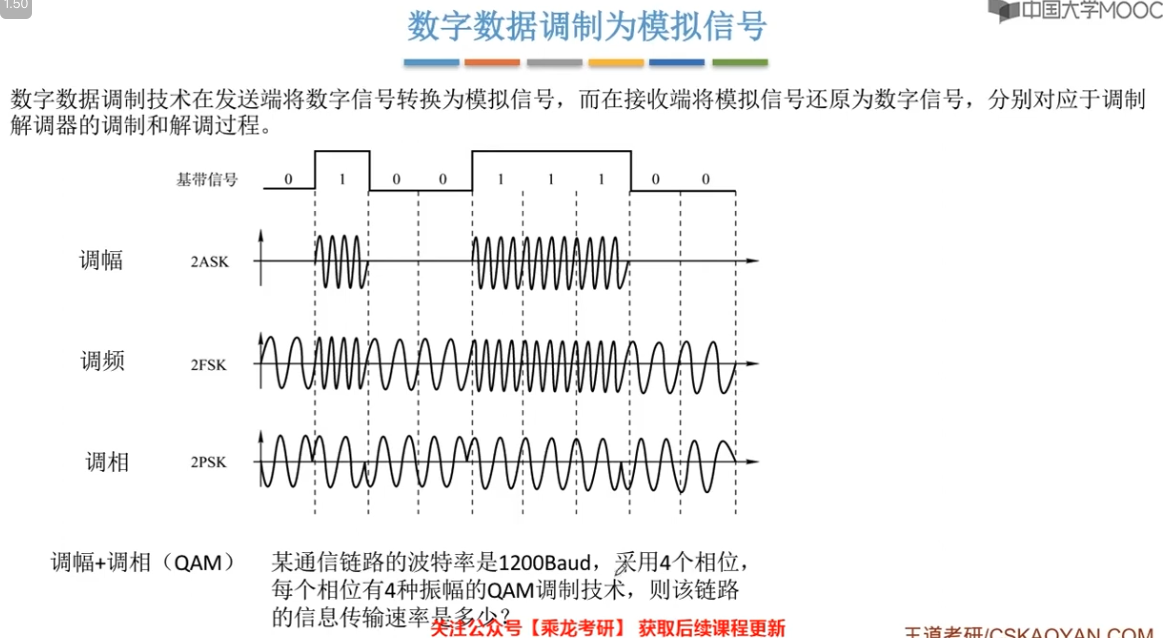 1.50
中国大学MOOC
数字数据调制为模拟信号
数字数据调制技术在发送端将数字信号转换为模拟信号，而在接收端将模拟信号还原为数字信号，分别对应于调制
解调器的调制和解调过程。
基带信号 0 1 0 0 1 1 1 0 0
调幅 2ASK
调频 2FSK
调相 2PSK
调幅+调相（QAM） 某通信链路的波特率是1200Baud，采用4个相位，
每个相位有4种振幅的QAM调制技术，则该链路
的信息传输速率是多少？
关注公众号【乘龙考研】 获取后续课程更新
王道考研/CSKAOYAN.COM